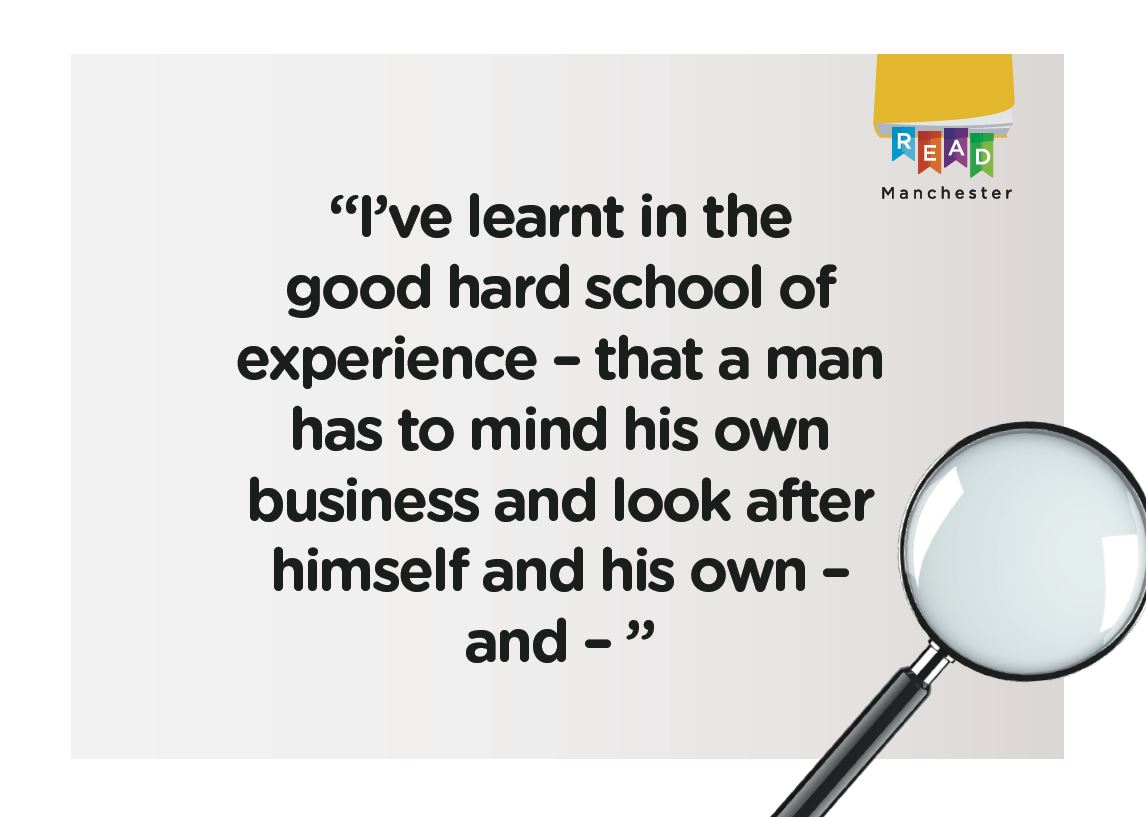 READ
Manchester
“I’ve learnt in the
good hard school of
experience – that a man
has to mind his own
business and look after
himself and his own –
and – ”